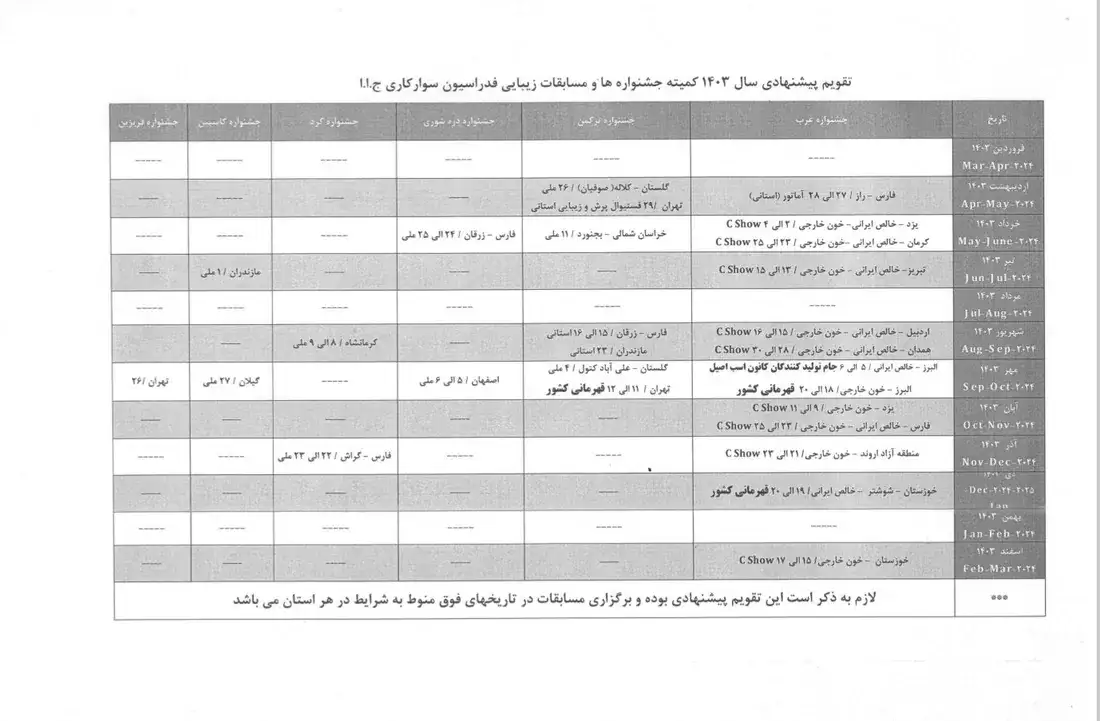 تقویم پیشنهادی سال ۱۴۰۳ کمیته جشنواره ها و مسابقات زیبایی فدراسیون سوارکاری ج.ا.ا
تاریخ جشنواره عرب جشنواره ترکمن جشنواره دره شوری جشنواره کرد جشنواره کاسپین جشنواره فریزین
فروردین ۱۴۰۳ ----- ----- ----- ----- ----- -----
Mar-Apr-۲۰۲۴
اردیبهشت ۱۴۰۳ فارس - راز / ۲۷ الی ۲۸ آماتور (استانی) گلستان - کلاله( صوفیان) / ۲۶ ملی ---- ---- ---- ----
Apr-May-۲۰۲۴ تهران /۲۹ فستیوال پرش و زیبایی استانی
خرداد ۱۴۰۳ یزد - خالص ایرانی - خون خارجی / ۲ الی ۴ C Show خراسان شمالی - بجنورد / ۱۱ ملی فارس - زرقان / ۲۴ الی ۲۵ ملی ----- ----- -----
May-June-۲۰۲۴ کرمان - خالص ایرانی -خون خارجی / ۲۳ الی ۲۵ C Show
تیر ۱۴۰۳ تبریز- خالص ایرانی - خون خارجی / ۱۳ الی ۱۵ C Show ---- ---- ---- مازندران / ۱ ملی ----
Jun-Jul-۲۰۲۴
مرداد ۱۴۰۳ ----- ----- ----- ----- ----- -----
Jul-Aug-۲۰۲۴
شهریور ۱۴۰۳ اردبیل - خالص ایرانی - خون خارجی / ۱۵ الی ۱۶ C Show فارس - زرقان / ۱۵ الی ۱۶ استانی ---- کرمانشاه / ۸ الی ۹ ملی ---- ----
Aug-Sep-۲۰۲۴ همدان - خالص ایرانی - خون خارجی / ۲۸ الی ۳۰ C Show مازندران / ۲۳ استانی
مهر ۱۴۰۳ البرز - خالص ایرانی / ۵ الی ۶ جام تولید کنندگان کانون اسب اصیل گلستان - علی آباد کتول / ۴ ملی اصفهان / ۵ الی ۶ ملی ----- گیلان / ۲۷ ملی تهران /۲۶
Sep-Oct-۲۰۲۴ البرز - خون خارجی/ ۱۸ الی ۲۰ قهرمانی کشور تهران / ۱۱ الی ۱۲ قهرمانی کشور
آبان ۱۴۰۳ یزد - خون خارجی / ۹ الی ۱۱ C Show ---- ---- ---- ---- ----
Oct-Nov-۲۰۲۴ فارس - خالص ایرانی - خون خارجی / ۲۳ الی ۲۵ C Show
آذر ۱۴۰۳ منطقه آزاد اروند - خون خارجی/ ۲۱ الی ۲۳ C Show ----- ----- فارس - گراش / ۲۲ الی ۲۳ ملی ----- -----
Nov-Dec-۲۰۲۴
Dec-۲۰۲۴-۲۰۲۵ خوزستان - شوشتر - خالص ایرانی/ ۱۹ الی ۲۰ قهرمانی کشور ---- ---- ---- ---- ----
Jan
بهمن ۱۴۰۳ ----- ----- ----- ----- ----- -----
Jan-Feb-۲۰۲۴
اسفند ۱۴۰۳ خوزستان - خون خارجی/ ۱۵ الی ۱۷ C Show ---- ---- ---- ---- ----
Feb-Mar-۲۰۲۴
*** لازم به ذکر است این تقویم پیشنهادی بوده و برگزاری مسابقات در تاریخهای فوق منوط به شرایط در هر استان می باشد